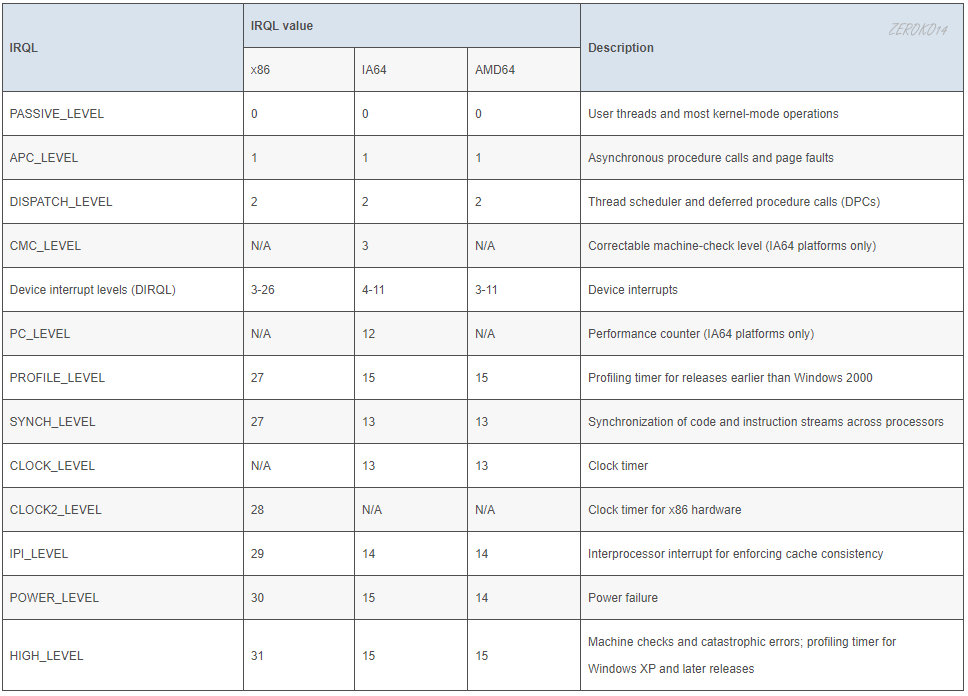 IRQL
IRQL value
Description
ZEROKO14
x86
IA64
AMD64
PASSIVE_LEVEL 0 0 0 User threads and most kernel-mode operations
APC_LEVEL 1 1 1 Asynchronous procedure calls and page faults
DISPATCH_LEVEL 2 2 2 Thread scheduler and deferred procedure calls (DPCs)
CMC_LEVEL N/A 3 N/A Correctable machine-check level (IA64 platforms only)
Device interrupt levels (DIRQL) 3-26 4-11 3-11 Device interrupts
PC_LEVEL N/A 12 N/A Performance counter (IA64 platforms only)
PROFILE_LEVEL 27 15 15 Profiling timer for releases earlier than Windows 2000
SYNCH_LEVEL 27 13 13 Synchronization of code and instruction streams across processors
CLOCK_LEVEL N/A 13 13 Clock timer
CLOCK2_LEVEL 28 N/A N/A Clock timer for x86 hardware
IPI_LEVEL 29 14 14 Interprocessor interrupt for enforcing cache consistency
POWER_LEVEL 30 15 14 Power failure
HIGH_LEVEL 31 15 15 Machine checks and catastrophic errors; profiling timer for
Windows XP and later releases